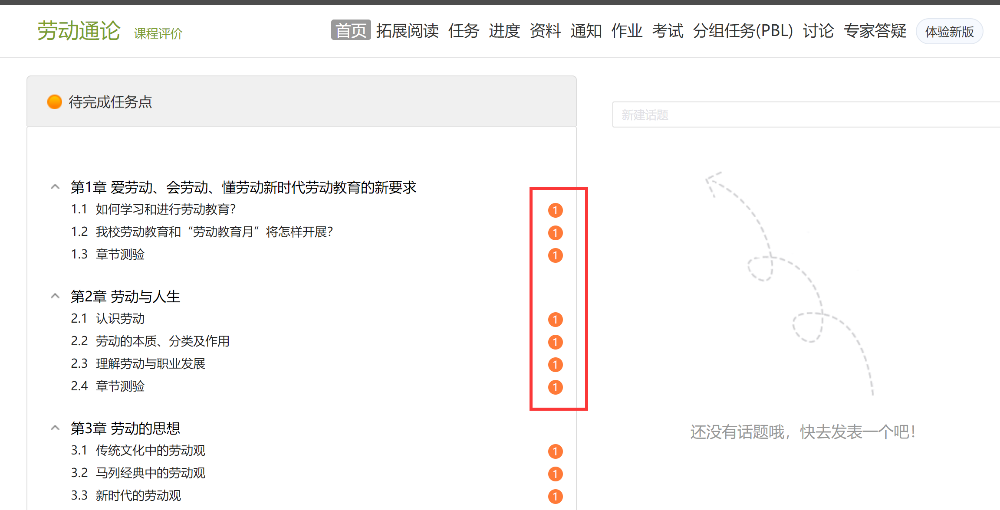 劳动通论 课程评价 首页 拓展阅读 任务 进度 资料 通知 作业 考试 分组任务(PBL) 讨论 专家答疑 体验新版
待完成任务点
新建话题
第1章 爱劳动、会劳动、懂劳动新时代劳动教育的新要求
1.1 如何学习和进行劳动教育? 1
1.2 我校劳动教育和“劳动教育月”将怎样开展? 1
1.3 章节测验 1
第2章 劳动与人生
2.1 认识劳动 1
2.2 劳动的本质、分类及作用 1
2.3 理解劳动与职业发展 1
2.4 章节测验 1
第3章 劳动的思想
3.1 传统文化中的劳动观 1
3.2 马列经典中的劳动观 1
3.3 新时代的劳动观 1
还没有话题哦，快去发表一个吧！